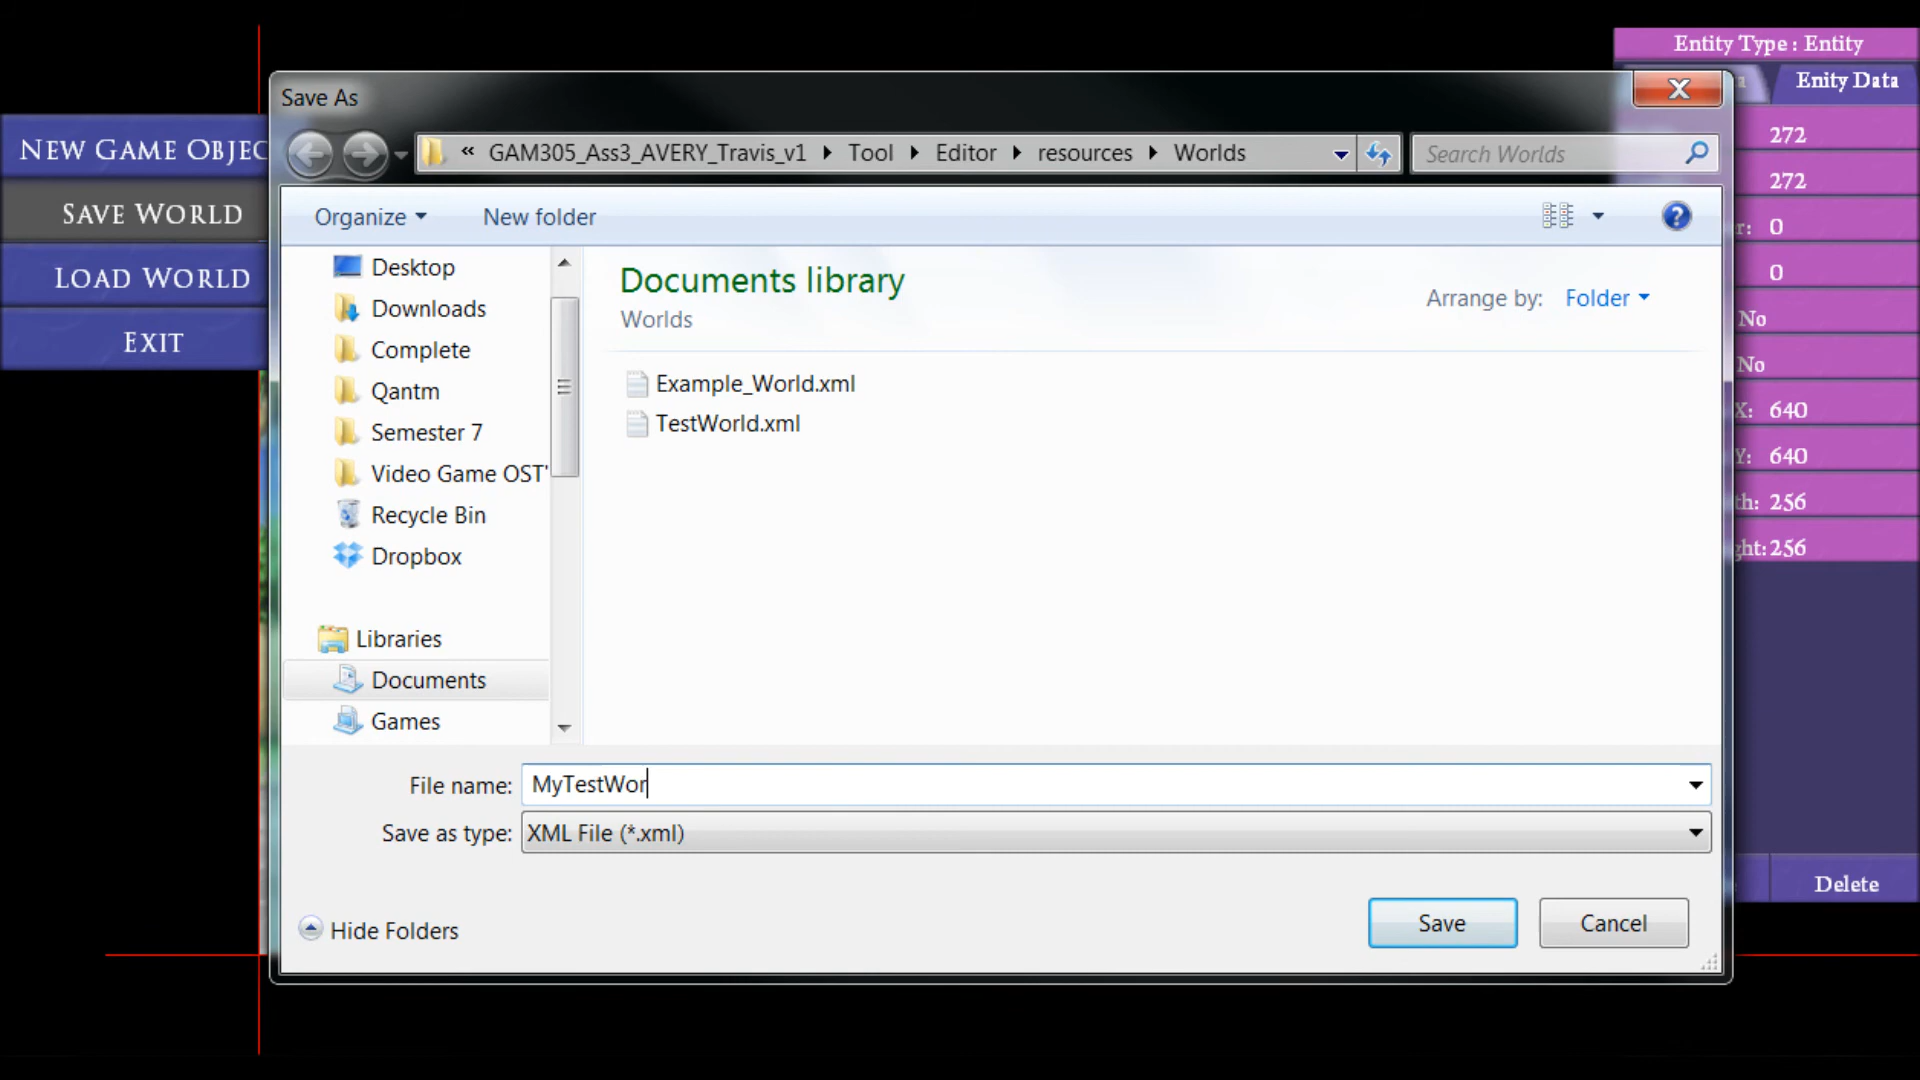 Entity Type : Entity
Enity Data
272
272
r: 0
0
No
No
X: 640
Y: 640
th: 256
ght: 256
Delete
NEW GAME OBJEC
SAVE WORLD
LOAD WORLD
EXIT
Save As
« GAM305_Ass3_AVERY_Travis_v1 Tool Editor resources Worlds
Search Worlds
Organize
New folder
Desktop
Downloads
Complete
Qantm
Semester 7
Video Game OST'
Recycle Bin
Dropbox
Libraries
Documents
Games
Documents library
Worlds
Arrange by: Folder
Example_World.xml
TestWorld.xml
File name: MyTestWor
Save as type: XML File (*.xml)
Hide Folders
Save
Cancel